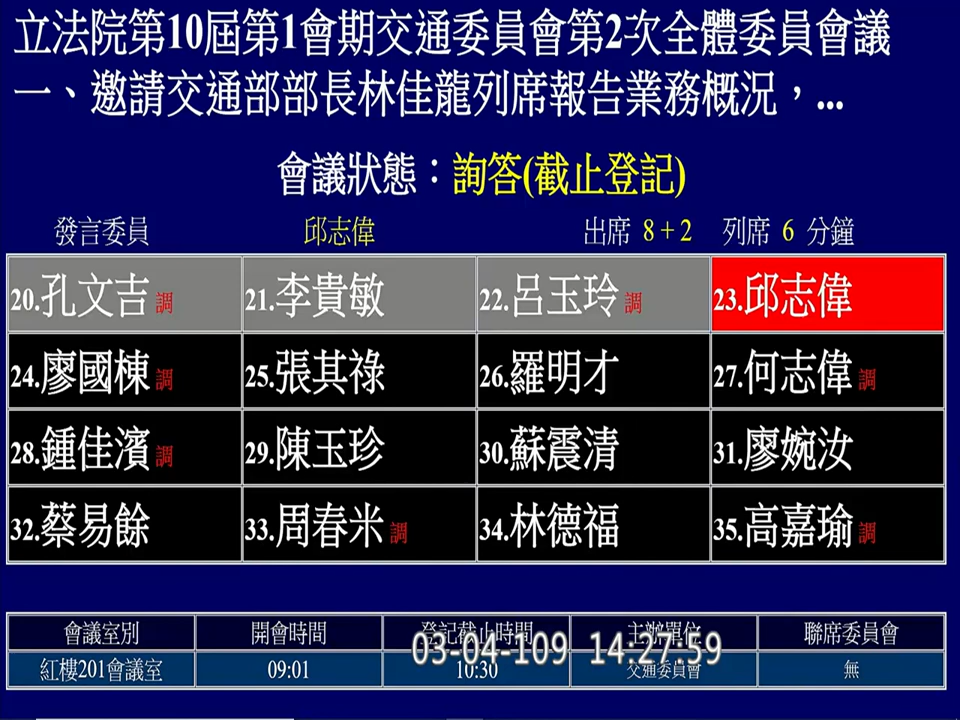 立法院第10屆第1會期交通委員會第2次全體委員會議
一、邀請交通部部長林佳龍列席報告業務概況，...
會議狀態：詢答(截止登記)
發言委員 邱志偉 出席 8 + 2 列席 6 分鐘
20.孔文吉調 21.李貴敏 22.呂玉玲調 23.邱志偉
24.廖國棟調 25.張其祿 26.羅明才 27.何志偉調
28.鍾佳濱調 29.陳玉珍 30.蘇震清 31.廖婉汝
32.蔡易餘 33.周春米調 34.林德福 35.高嘉瑜調
會議室別 開會時間 登記截止時間 主辦單位 聯席委員會
03-04-109 14:27:59
紅樓201會議室 09:01 10:30 交通委員會 無